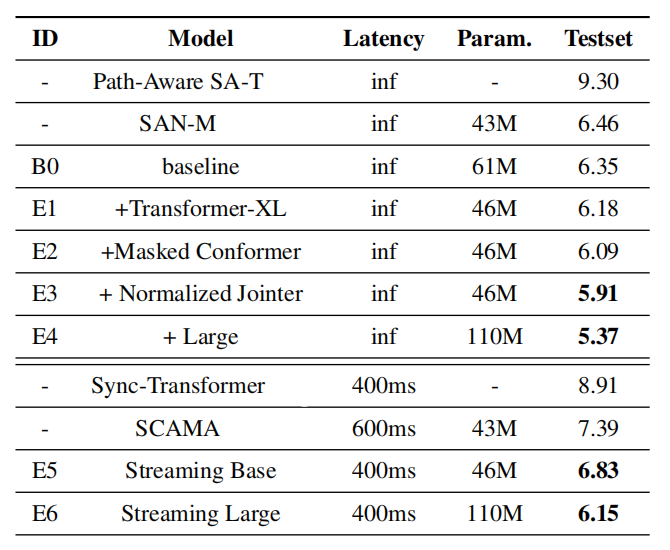 ID Model Latency Param. Testset
- Path-Aware SA-T inf - 9.30
- SAN-M inf 43M 6.46
B0 baseline inf 61M 6.35
E1 +Transformer-XL inf 46M 6.18
E2 +Masked Conformer inf 46M 6.09
E3 + Normalized Jointer inf 46M 5.91
E4 + Large inf 110M 5.37
- Sync-Transformer 400ms - 8.91
- SCAMA 600ms 43M 7.39
E5 Streaming Base 400ms 46M 6.83
E6 Streaming Large 400ms 110M 6.15